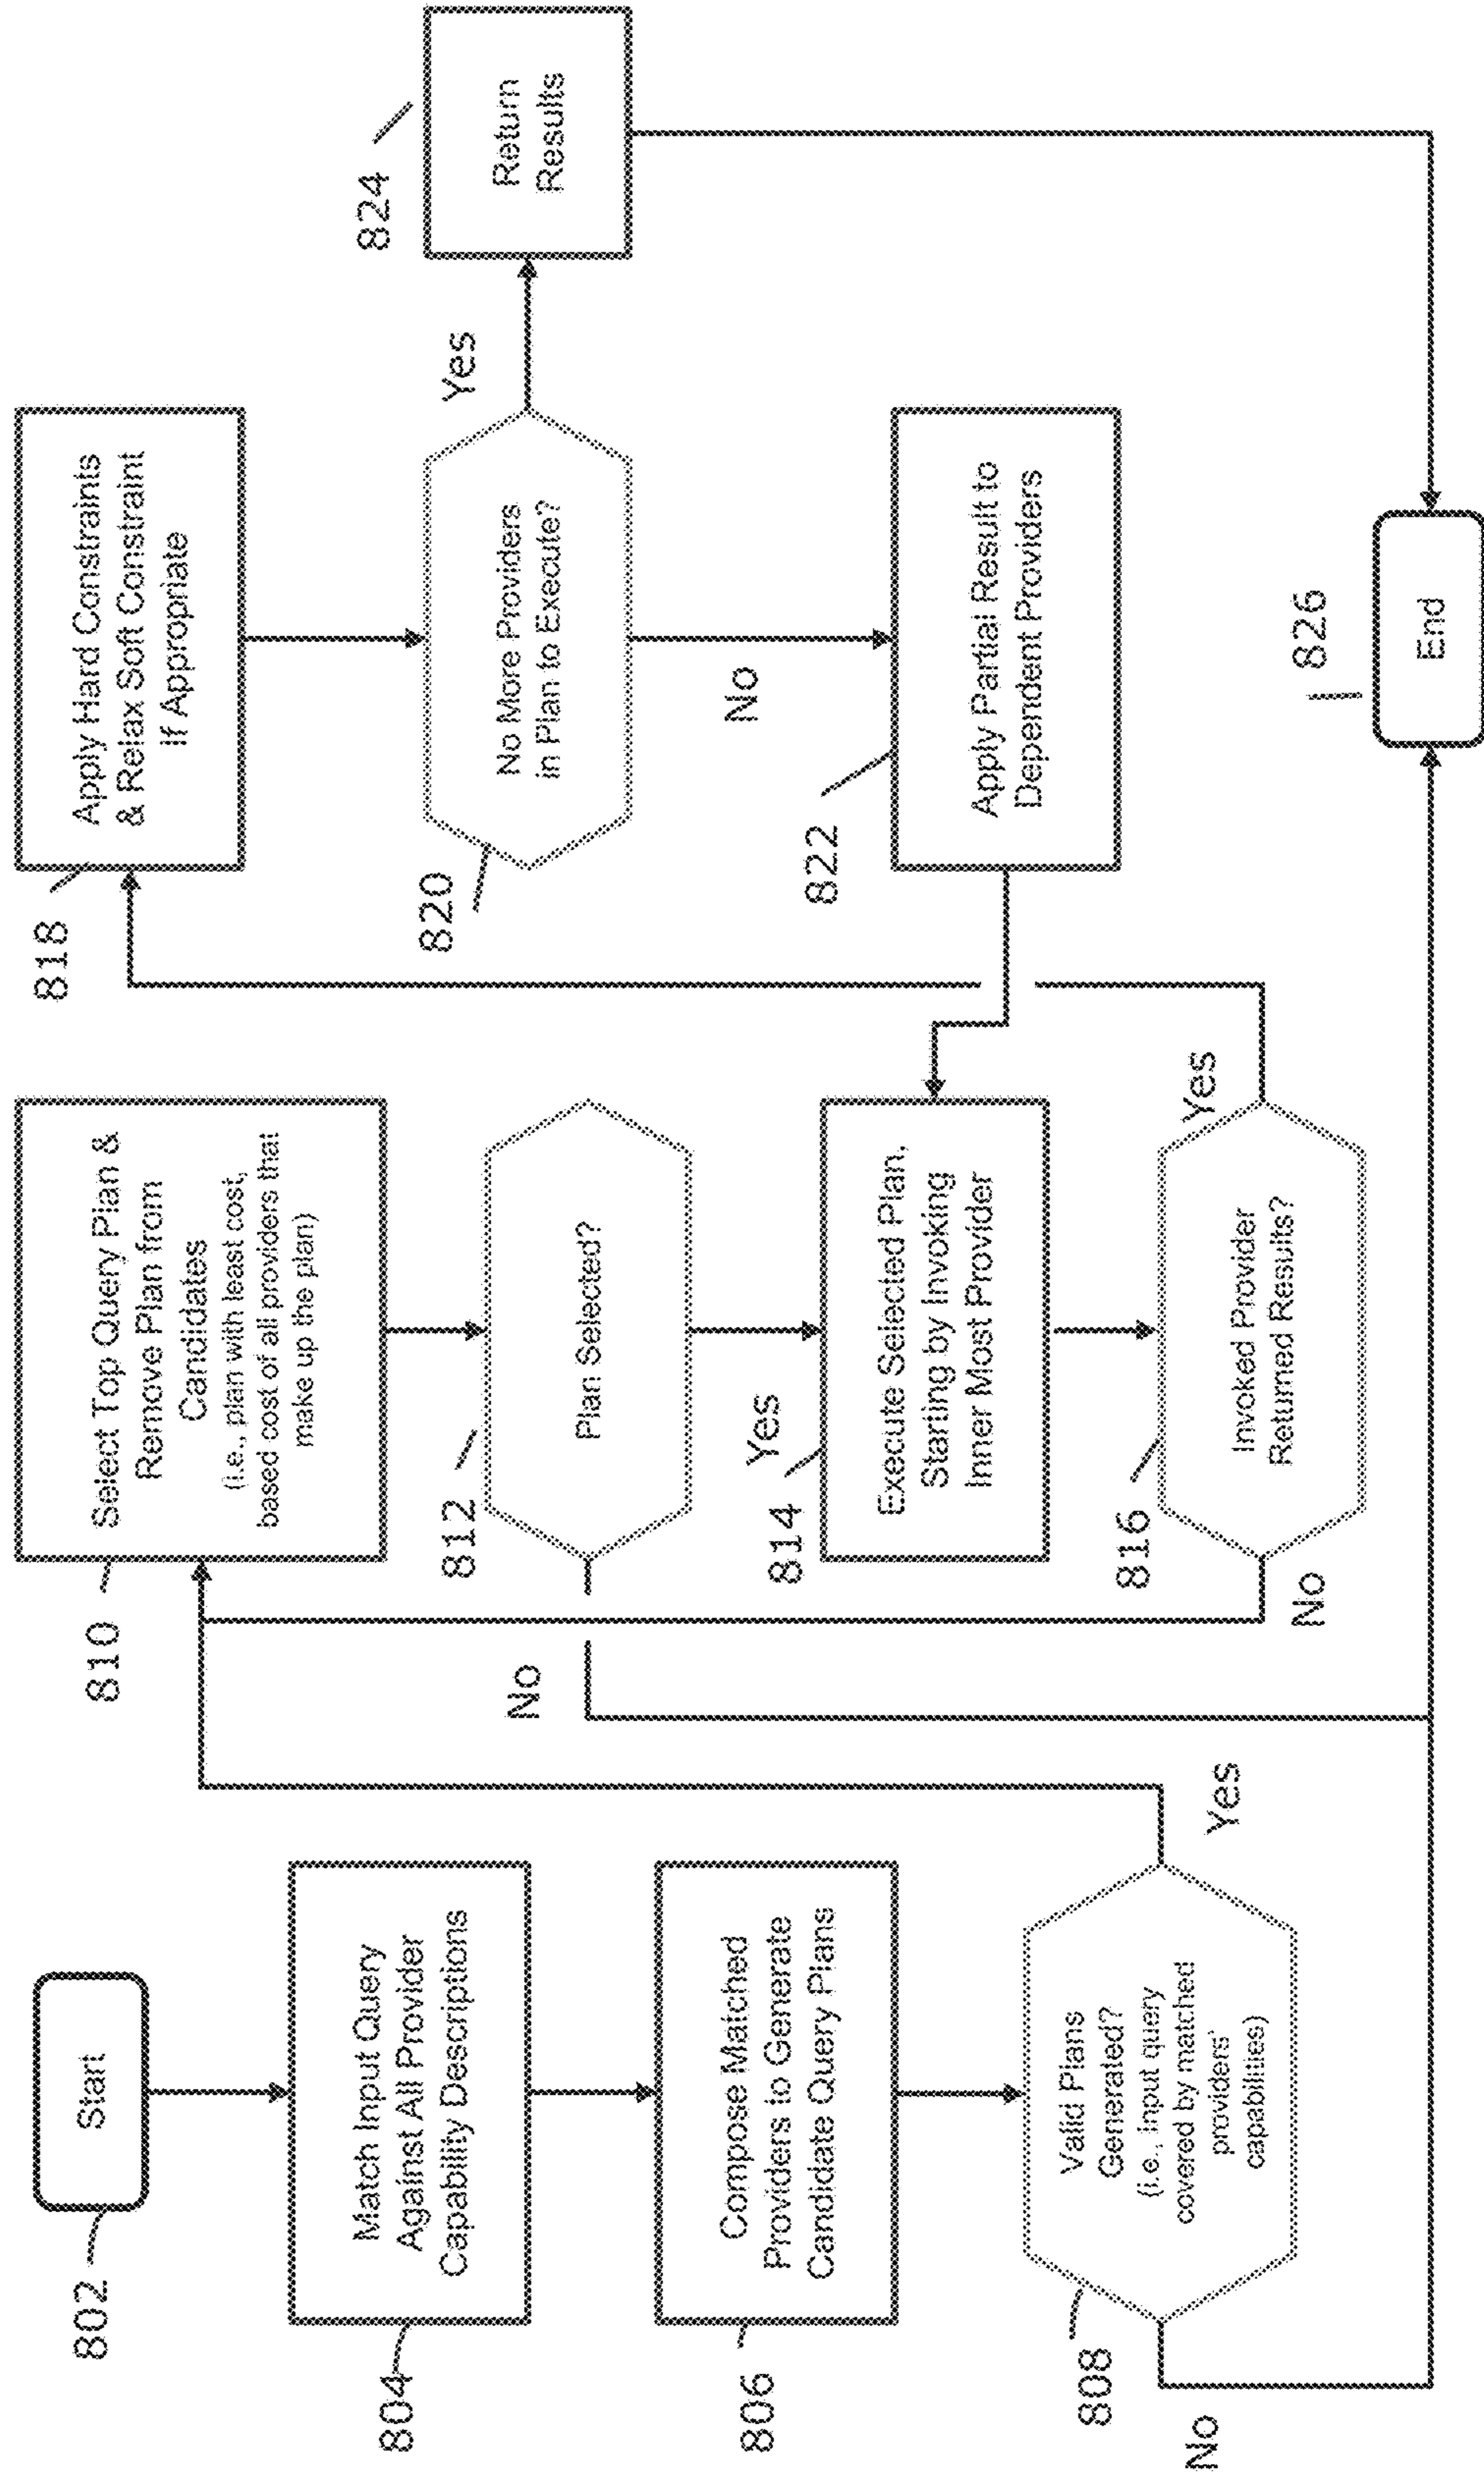 802
Start
804
Match Input Query
Against All Provider
Capability Descriptions
806
Compose Matched
Providers to Generate
Candidate Query Plans
808
Valid Plans
Generated?
(i.e., input query
covered by matched
providers'
capabilities)
No
Yes
810
Select Top Query Plan &
Remove Plan from
Candidates
(i.e., plan with least cost,
based cost of all providers that
make up the plan)
812
Plan Selected?
No
Yes
814
Execute Selected Plan,
Starting by Invoking
Inner Most Provider
816
Invoked Provider
Returned Results?
No
Yes
818
Apply Hard Constraints
& Relax Soft Constraint
If Appropriate
820
No More Providers
in Plan to Execute?
Yes
No
822
Apply Partial Result to
Dependent Providers
824
Return
Results
826
End